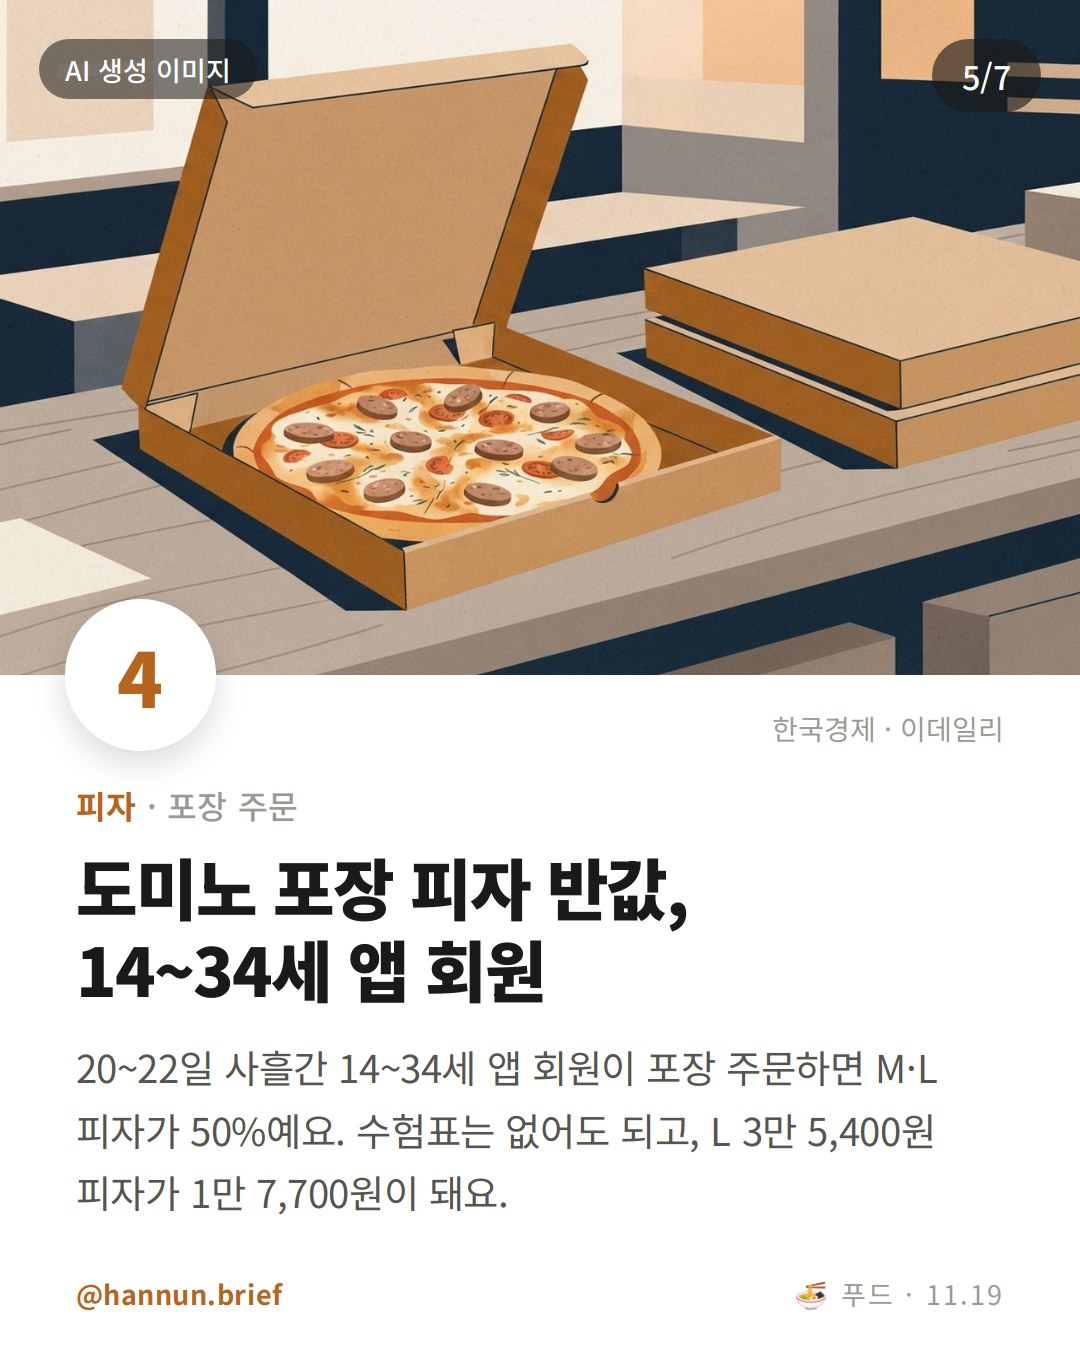 AI 생성 이미지
5/7
4
한국경제 · 이데일리
피자 · 포장 주문
도미노 포장 피자 반값,
14~34세 앱 회원
20~22일 사흘간 14~34세 앱 회원이 포장 주문하면 M·L
피자가 50%예요. 수험표는 없어도 되고, L 3만 5,400원
피자가 1만 7,700원이 돼요.
@hannun.brief
푸드 · 11.19